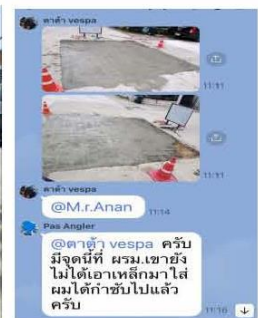 ตาต้า vespa
11:11
11:11
ตาต้า vespa
@M.r.Anan
11:14
Pas Angler
@ตาต้า vespa ครับ
มีจุดนี้ที่ ผรม.เขายัง
ไม่ได้เอาเหล็กมาใส่
ผมได้กำชับไปแล้ว
ครับ
11:16